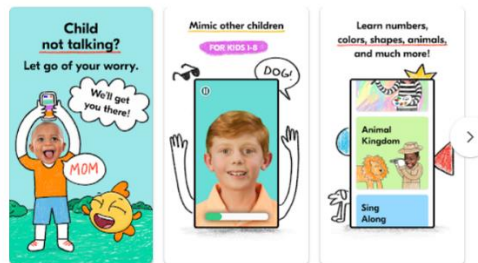 Child
not talking?
Let go of your worry.
We'll get
you there!
MOM
Mimic other children
FOR KIDS 1-8
DOG!
Learn numbers,
colors, shapes, animals,
and much more!
Animal
Kingdom
Sing
Along